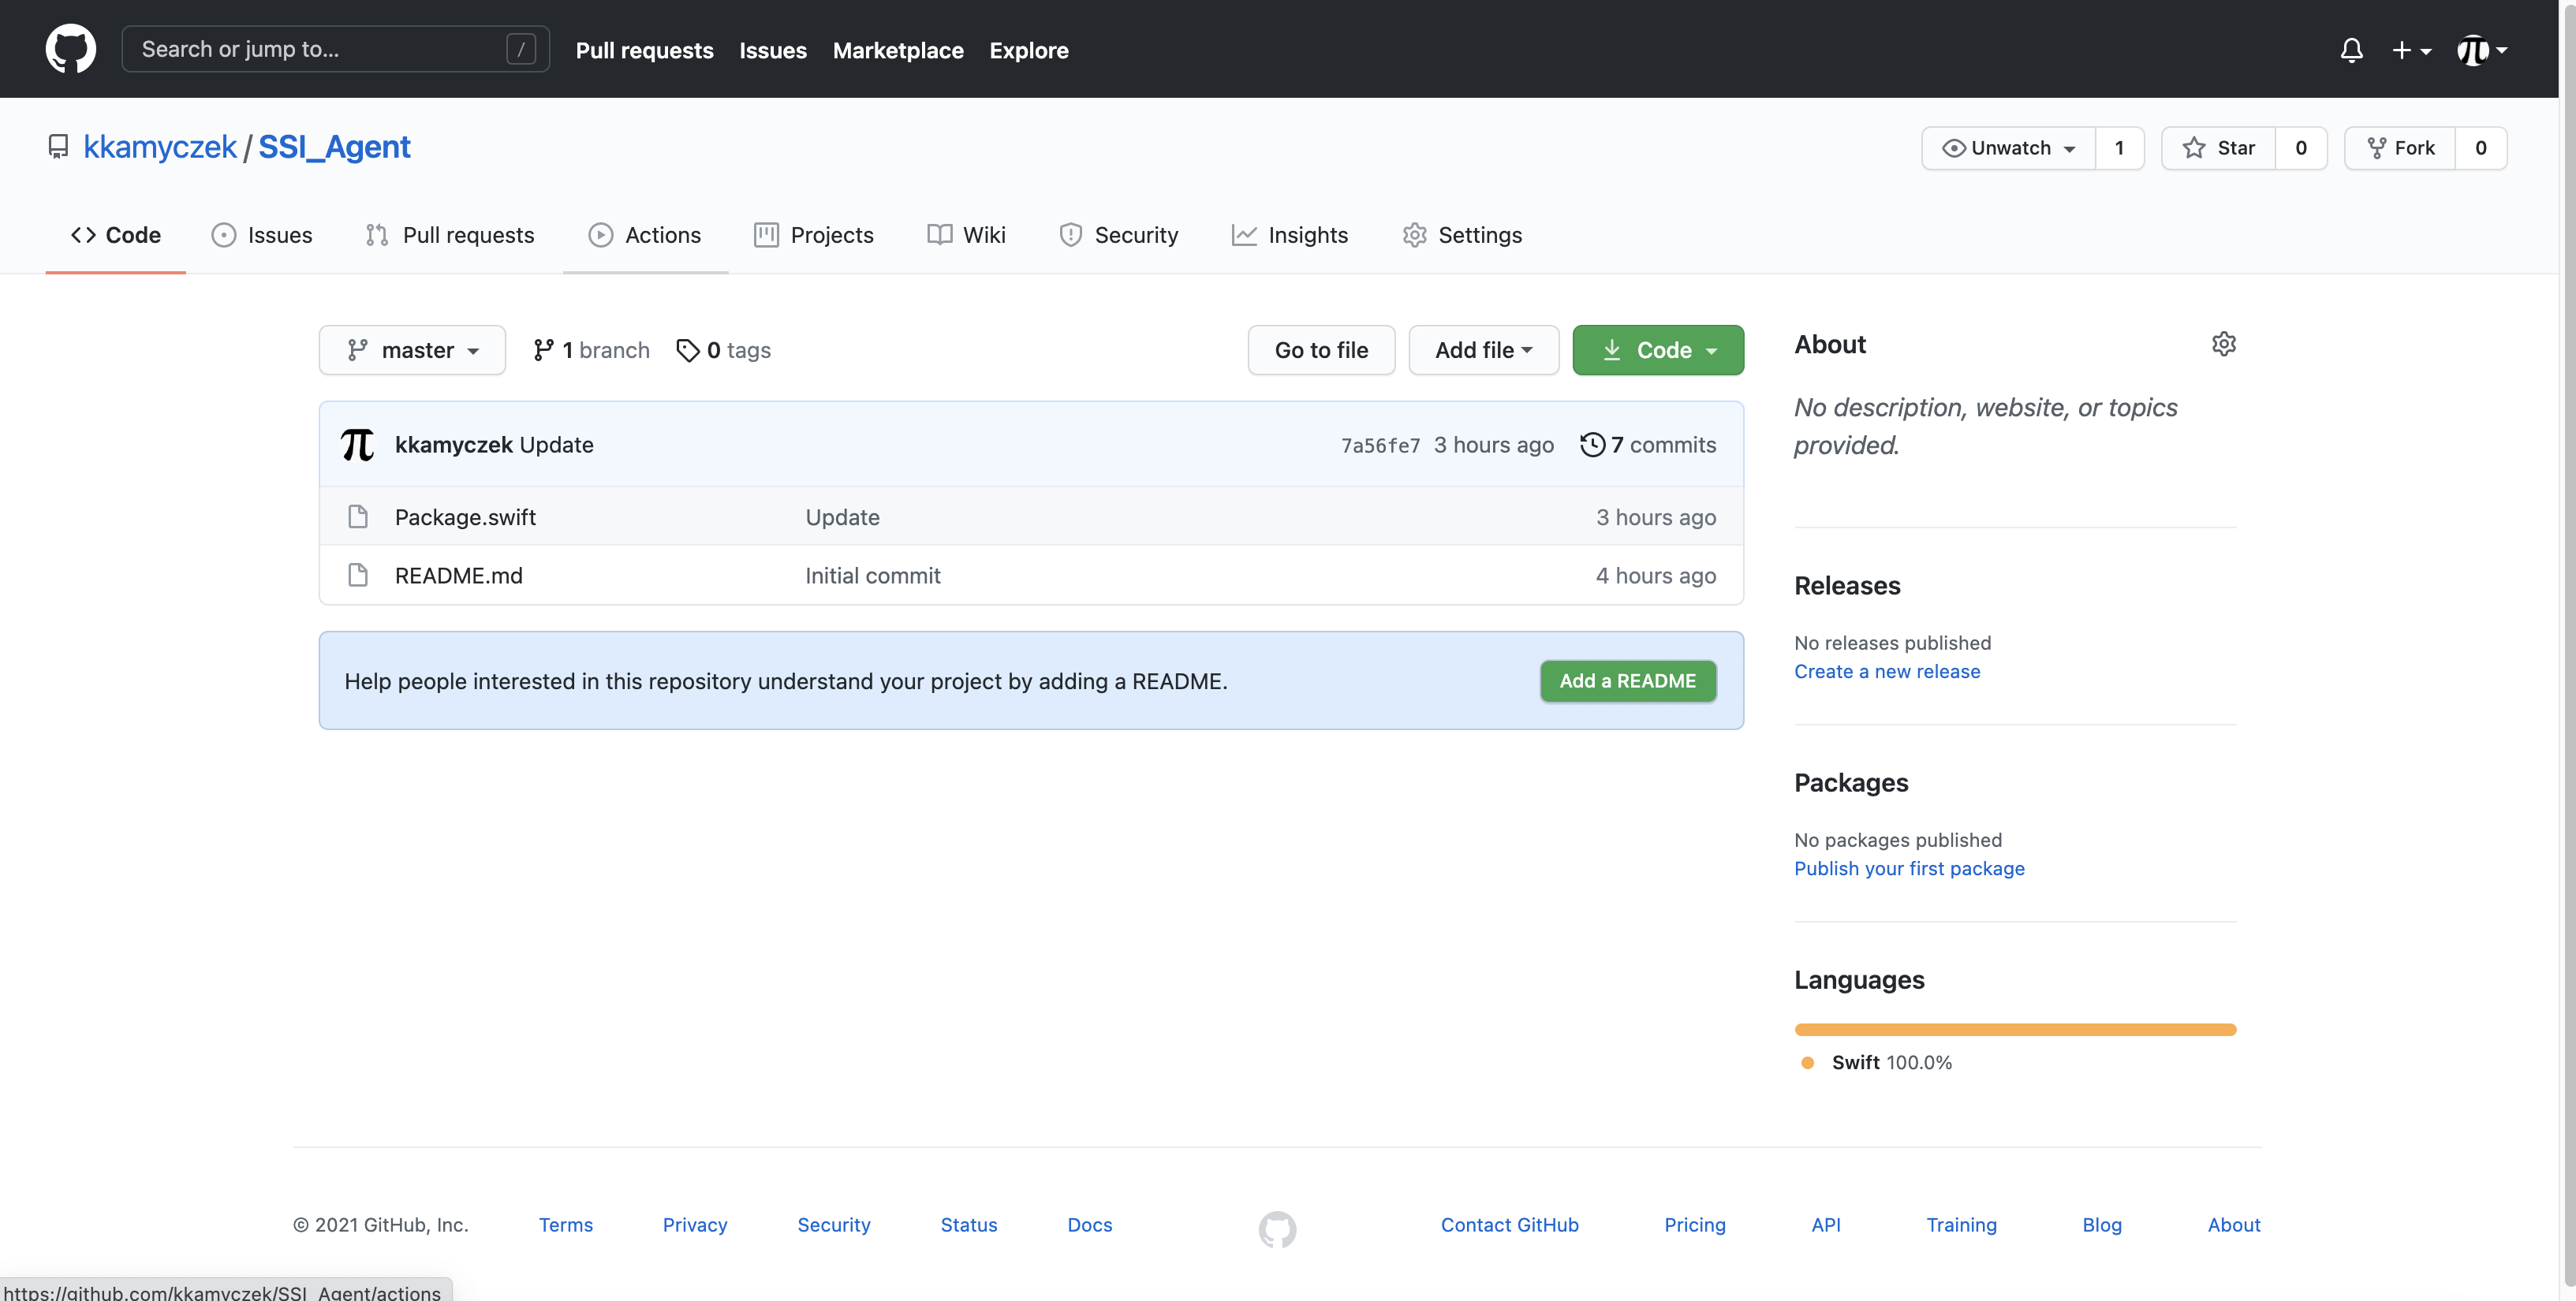 Search or jump to... /
Pull requests Issues Marketplace Explore
kkamyczek / SSI_Agent
Unwatch 1 Star 0 Fork 0
Code Issues Pull requests Actions Projects Wiki Security Insights Settings
master 1 branch 0 tags Go to file Add file Code
kkamyczek Update 7a56fe7 3 hours ago 7 commits
Package.swift Update 3 hours ago
README.md Initial commit 4 hours ago
Help people interested in this repository understand your project by adding a README. Add a README
About
No description, website, or topics
provided.
Releases
No releases published
Create a new release
Packages
No packages published
Publish your first package
Languages
Swift 100.0%
© 2021 GitHub, Inc. Terms Privacy Security Status Docs Contact GitHub Pricing API Training Blog About
https://github.com/kkamyczek/SSI_Agent/actions